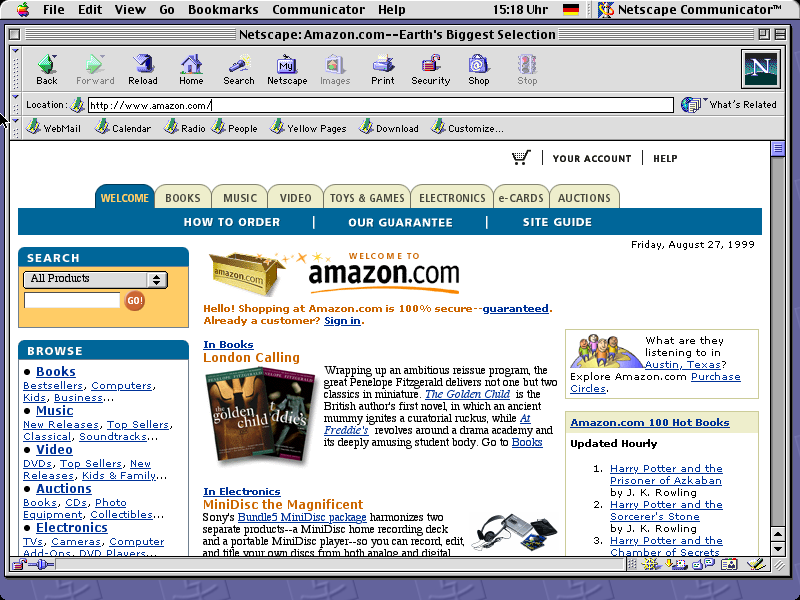 File Edit View Go Bookmarks Communicator Help 15:18 Uhr Netscape Communicator™
Netscape: Amazon.com--Earth's Biggest Selection
Back Forward Reload Home Search Netscape Images Print Security Shop Stop
My
N
Location: http://www.amazon.com/ What's Related
WebMail Calendar Radio People Yellow Pages Download Customize...
YOUR ACCOUNT HELP
WELCOME BOOKS MUSIC VIDEO TOYS & GAMES ELECTRONICS e-CARDS AUCTIONS
HOW TO ORDER | OUR GUARANTEE | SITE GUIDE
Friday, August 27, 1999
SEARCH
All Products
GO!
BROWSE
• Books
Bestsellers, Computers,
Kids, Business...
• Music
New Releases, Top Sellers,
Classical, Soundtracks...
• Video
DVDs, Top Sellers, New
Releases, Kids & Family...
• Auctions
Books, CDs, Photo
Equipment, Collectibles...
• Electronics
TVs, Cameras, Computer
Add-Ons, DVD Players...
amazon.com
WELCOME TO
amazon.com
Hello! Shopping at Amazon.com is 100% secure--guaranteed.
Already a customer? Sign in.
In Books
London Calling
PENELOPE FITZGERALD
the golden child
PENELOPE FITZGERALD
at freddie's
Wrapping up an ambitious reissue program, the
great Penelope Fitzgerald delivers not one but two
classics in miniature. The Golden Child is the
British author's first novel, in which an ancient
mummy ignites a curatorial ruckus, while At
Freddie's revolves around a drama academy and
its deeply amusing student body. Go to Books
In Electronics
MiniDisc the Magnificent
Sony's Bundle5 MiniDisc package harmonizes two
separate products--a MiniDisc home recording deck
and a portable MiniDisc player--so you can record, edit,
and title your own discs from both analog and digital
What are they
listening to in
Austin, Texas?
Explore Amazon.com Purchase
Circles.
Amazon.com 100 Hot Books
Updated Hourly
1. Harry Potter and the
Prisoner of Azkaban
by J. K. Rowling
2. Harry Potter and the
Sorcerer's Stone
by J. K. Rowling
3. Harry Potter and the
Chamber of Secrets